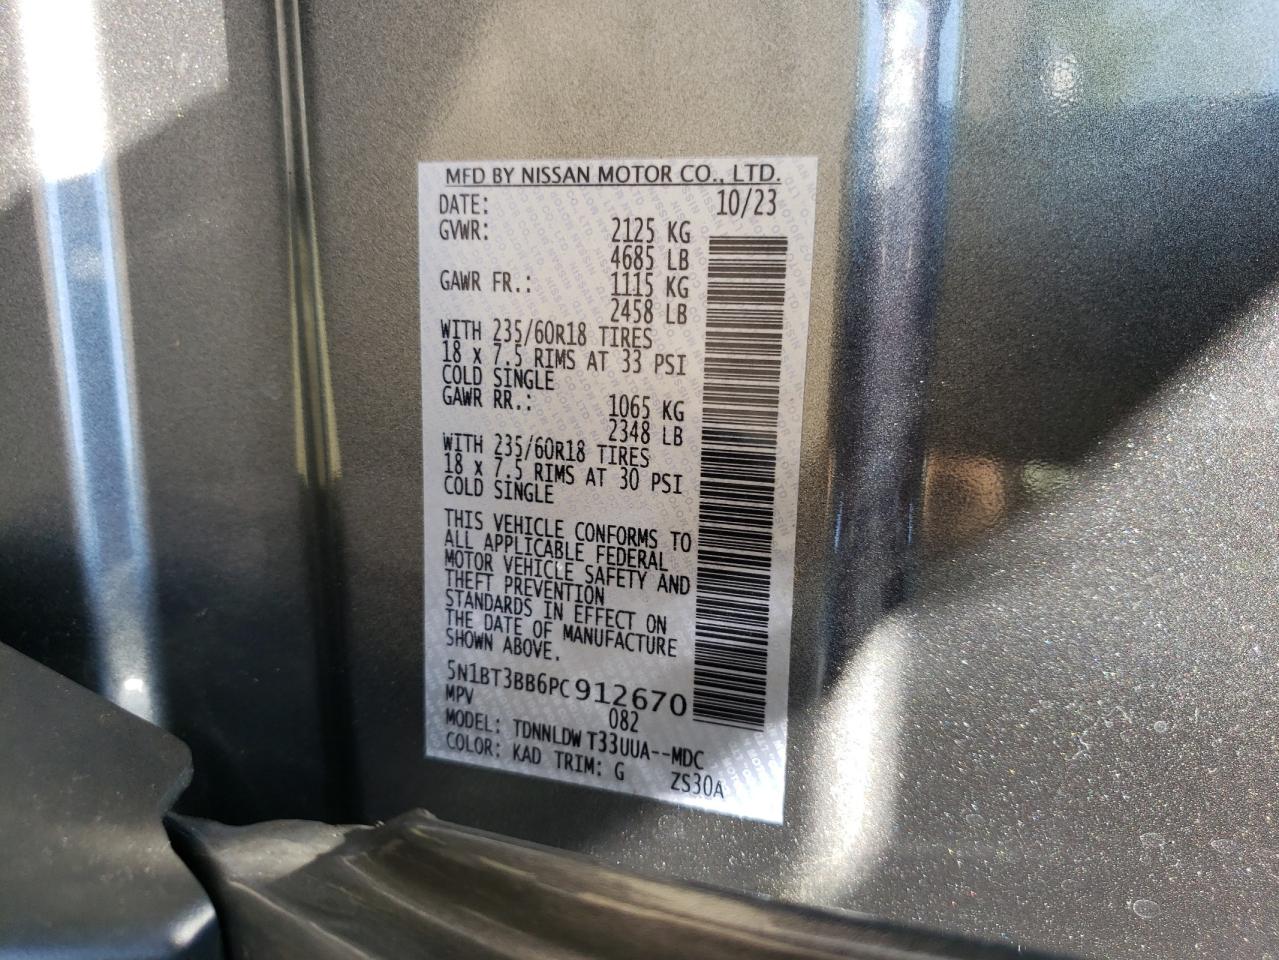 MFD BY NISSAN MOTOR CO., LTD.
DATE: 10/23
GVWR: 2125 KG
4685 LB
GAWR FR.: 1115 KG
2458 LB
WITH 235/60R18 TIRES
18 x 7.5 RIMS AT 33 PSI
COLD SINGLE
GAWR RR.: 1065 KG
2348 LB
WITH 235/60R18 TIRES
18 x 7.5 RIMS AT 30 PSI
COLD SINGLE
THIS VEHICLE CONFORMS TO
ALL APPLICABLE FEDERAL
MOTOR VEHICLE SAFETY AND
THEFT PREVENTION
STANDARDS IN EFFECT ON
THE DATE OF MANUFACTURE
SHOWN ABOVE.
5N1BT3BB6PC912670
MPV 082
MODEL: TDNNLDW T33UUA--MDC
COLOR: KAD TRIM: G ZS30A